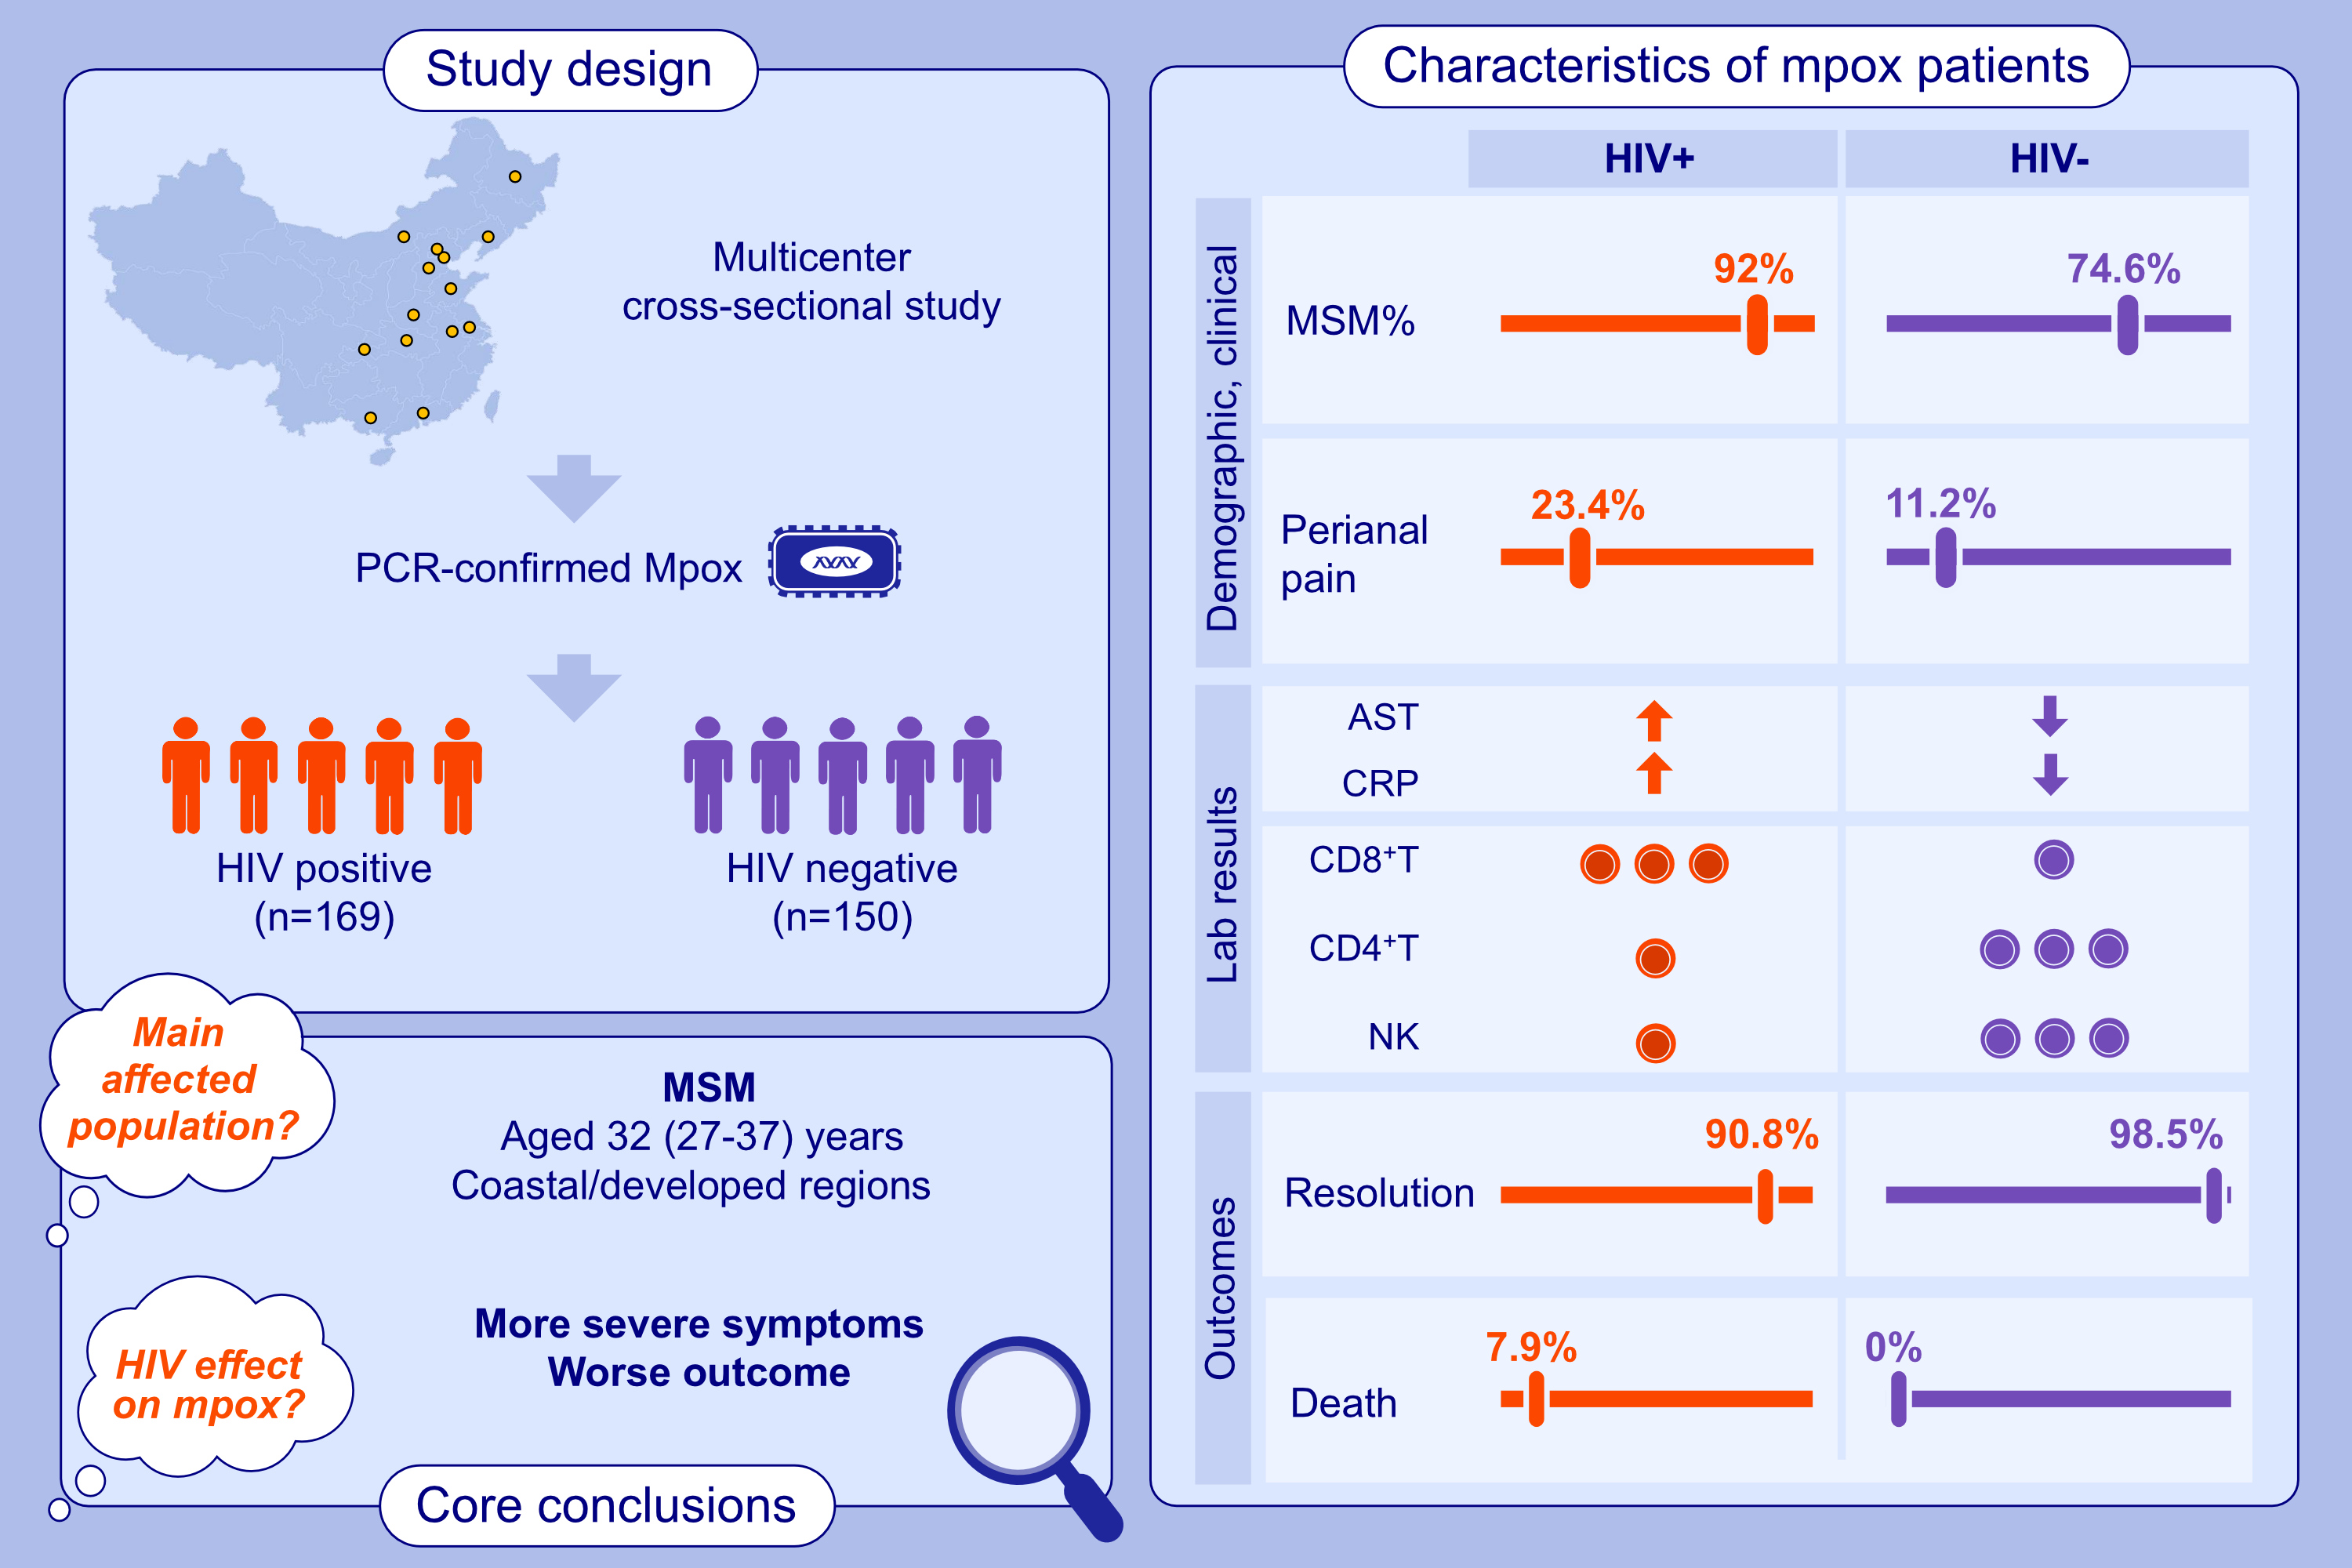 Study design
Multicenter
cross-sectional study
PCR-confirmed Mpox
HIV positive
(n=169)
HIV negative
(n=150)
Main
affected
population?
MSM
Aged 32 (27-37) years
Coastal/developed regions
HIV effect
on mpox?
More severe symptoms
Worse outcome
Core conclusions
Characteristics of mpox patients
HIV+
HIV-
Demographic, clinical
MSM%
92%
74.6%
Perianal
pain
23.4%
11.2%
Lab results
AST
CRP
CD8⁺T
CD4⁺T
NK
Outcomes
Resolution
90.8%
98.5%
Death
7.9%
0%